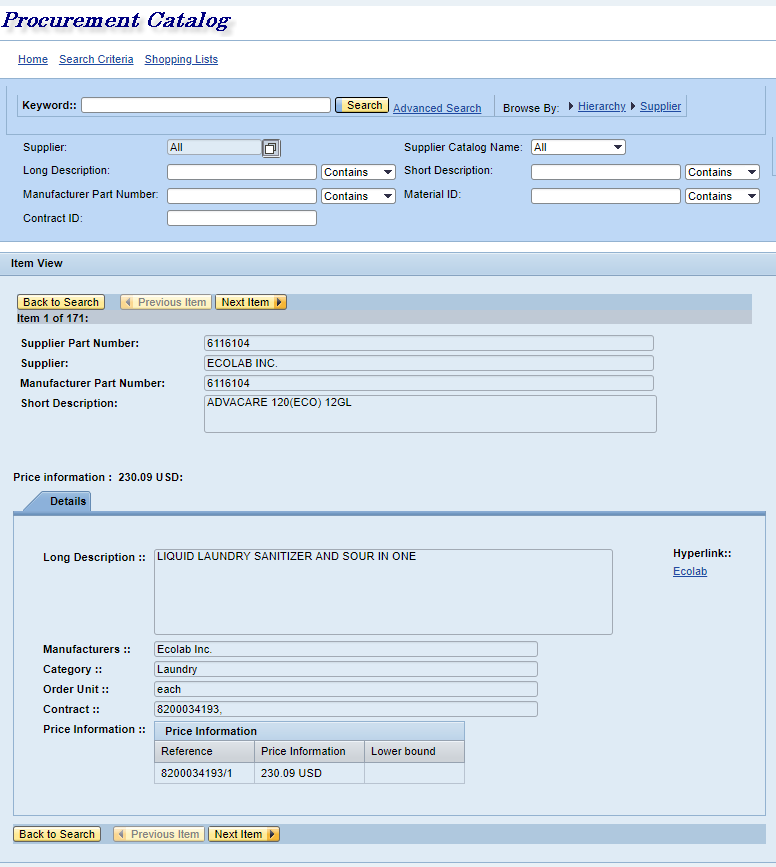 Procurement Catalog
Home Search Criteria Shopping Lists
Keyword:: Search Advanced Search Browse By: Hierarchy Supplier
Supplier: All Supplier Catalog Name: All
Long Description: Contains Short Description: Contains
Manufacturer Part Number: Contains Material ID: Contains
Contract ID:
Item View
Back to Search Previous Item Next Item
Item 1 of 171:
Supplier Part Number: 6116104
Supplier: ECOLAB INC.
Manufacturer Part Number: 6116104
Short Description: ADVACARE 120(ECO) 12GL
Price information : 230.09 USD:
Details
Long Description :: LIQUID LAUNDRY SANITIZER AND SOUR IN ONE Hyperlink::
Ecolab
Manufacturers :: Ecolab Inc.
Category :: Laundry
Order Unit :: each
Contract :: 8200034193,
Price Information :: Price Information
Reference Price Information Lower bound
8200034193/1 230.09 USD
Back to Search Previous Item Next Item